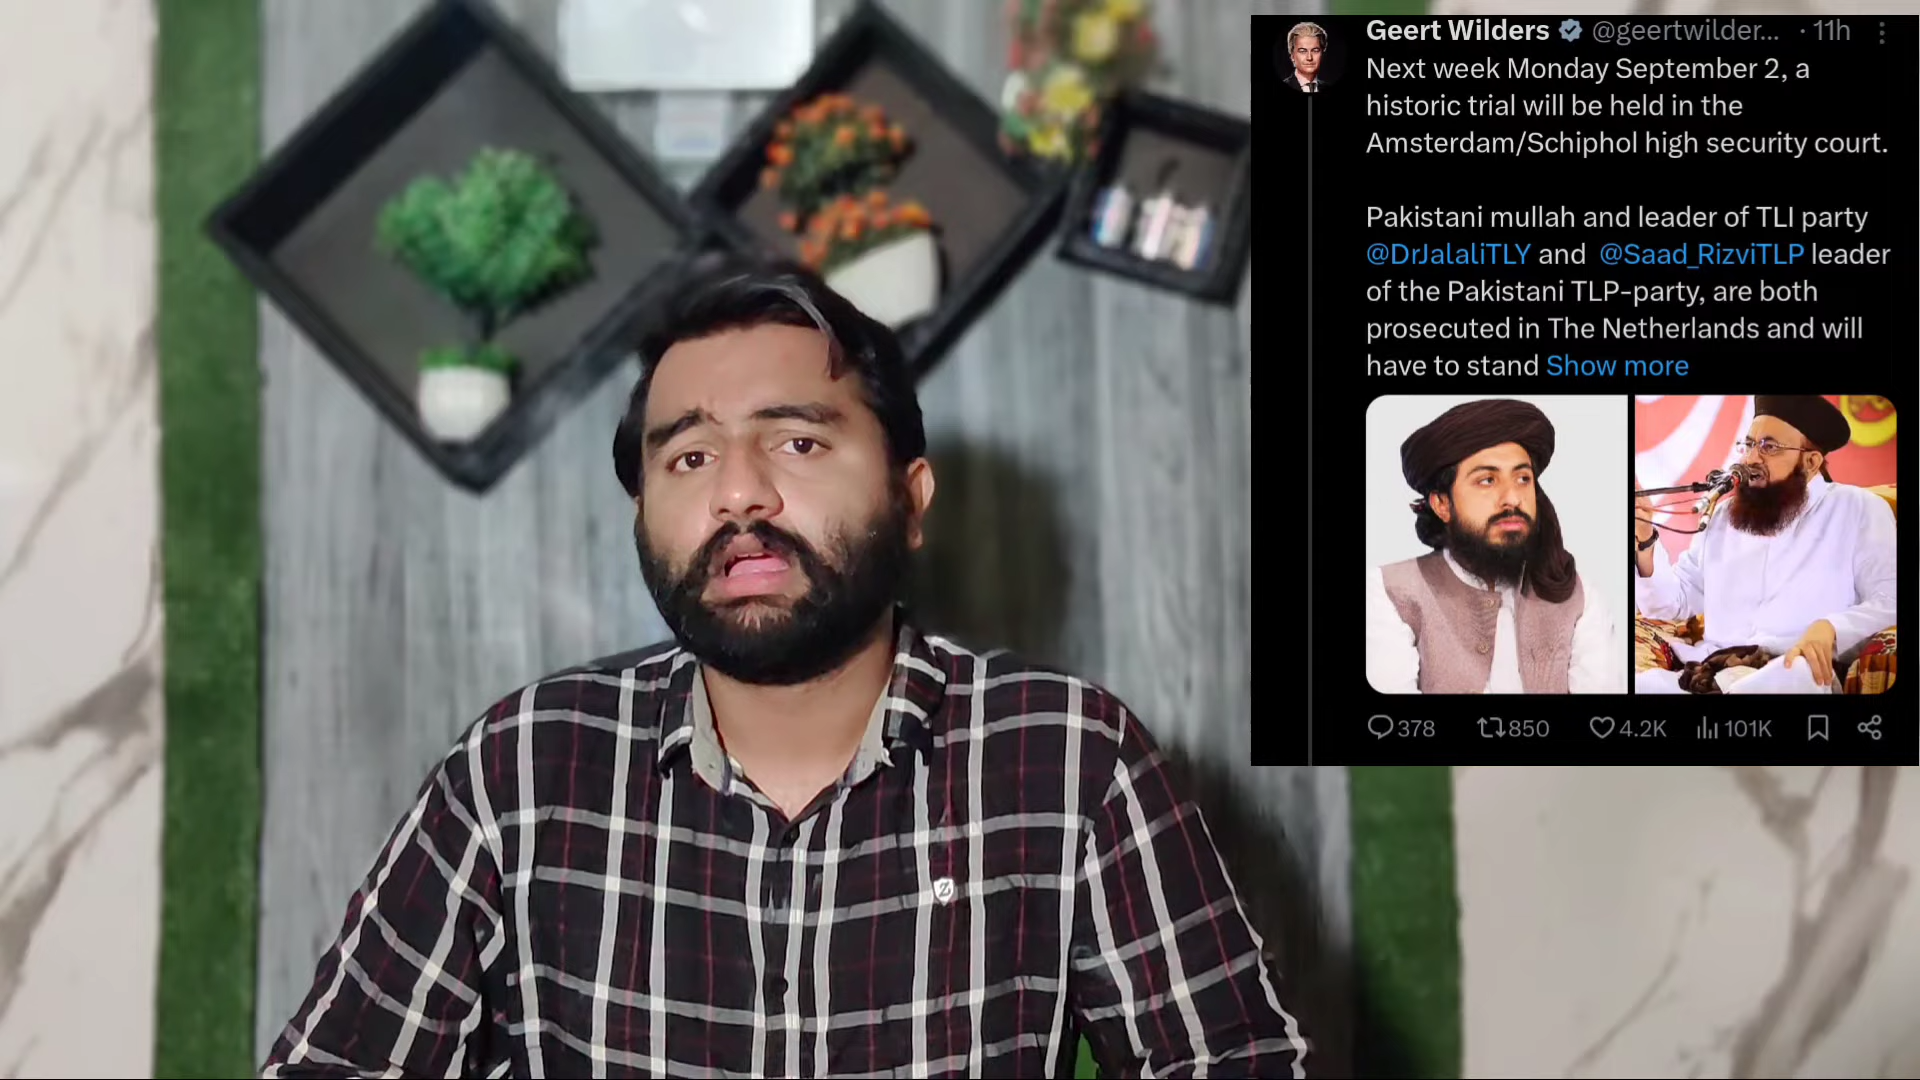 Geert Wilders @geertwilder... · 11h
Next week Monday September 2, a
historic trial will be held in the
Amsterdam/Schiphol high security court.
Pakistani mullah and leader of TLI party
@DrJalaliTLY and @Saad_RizviTLP leader
of the Pakistani TLP-party, are both
prosecuted in The Netherlands and will
have to stand Show more
378 850 4.2K 101K
Z